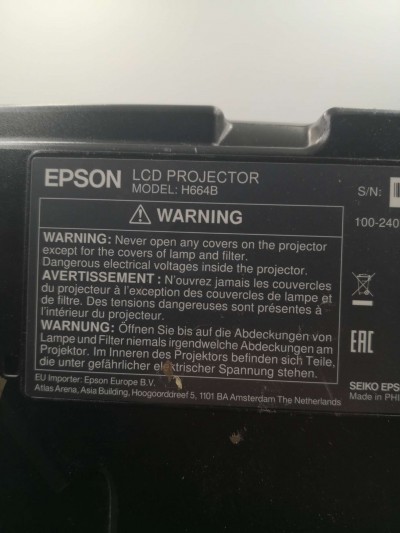 EPSON LCD PROJECTOR
MODEL: H664B
S/N:
WARNING
100-240
WARNING: Never open any covers on the projector
except for the covers of lamp and filter.
Dangerous electrical voltages inside the projector.
AVERTISSEMENT : N'ouvrez jamais les couvercles
du projecteur à l'exception des couvercles de lampe et
de filtre. Des tensions dangereuses sont présentes à
l'intérieur du projecteur.
WARNUNG: Öffnen Sie bis auf die Abdeckungen von
Lampe und Filter niemals irgendwelche Abdeckungen am
Projektor. Im Inneren des Projektors befinden sich Teile,
die unter gefährlicher elektrischer Spannung stehen.
EAC
EU Importer: Epson Europe B.V.
Atlas Arena, Asia Building, Hoogoorddreef 5, 1101 BA Amsterdam The Netherlands
SEIKO EPS
Made in PHI